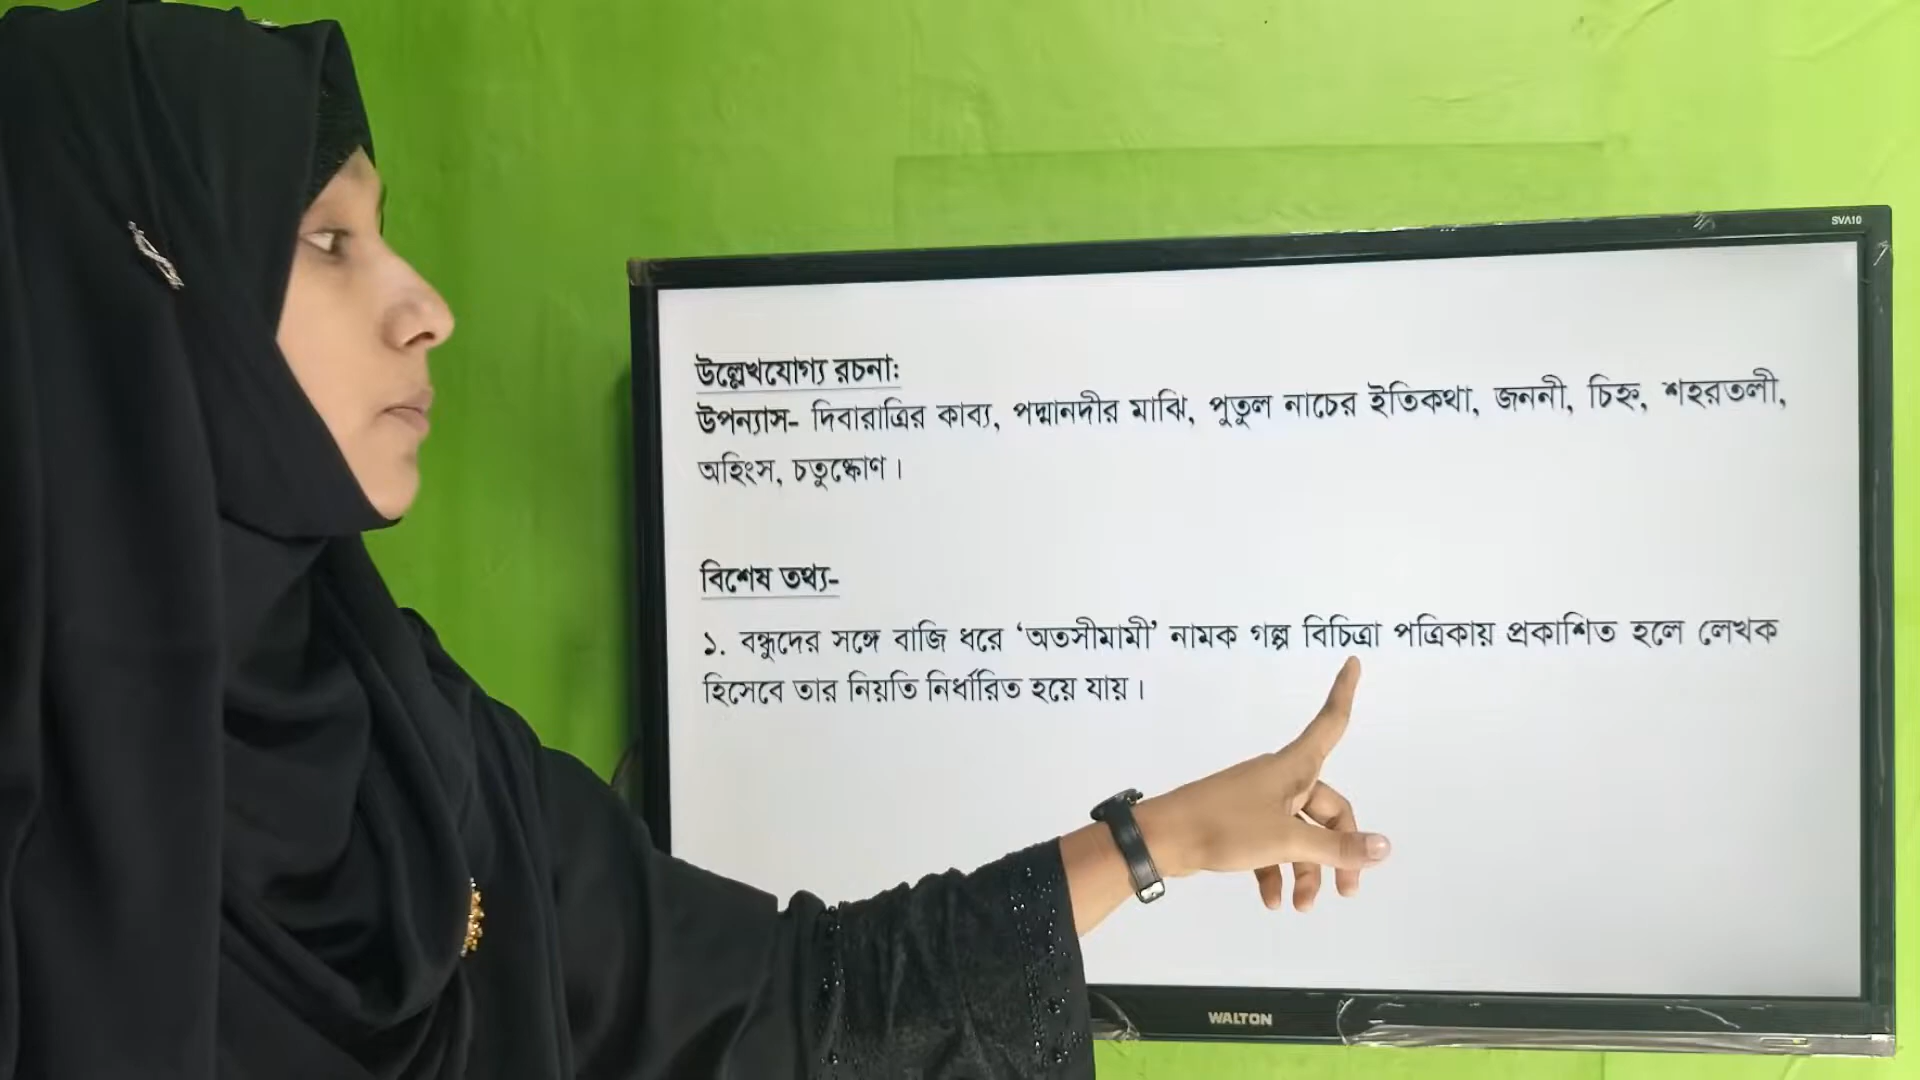 SVA10
উল্লেখযোগ্য রচনাঃ
উপন্যাস- দিবারাত্রির কাব্য, পদ্মানদীর মাঝি, পুতুল নাচের ইতিকথা, জননী, চিহ্ন, শহরতলী,
অহিংস, চতুষ্কোণ।
বিশেষ তথ্য-
১. বন্ধুদের সঙ্গে বাজি ধরে ‘অতসীমামী’ নামক গল্প বিচিত্রা পত্রিকায় প্রকাশিত হলে লেখক
হিসেবে তার নিয়তি নির্ধারিত হয়ে যায়।
WALTON